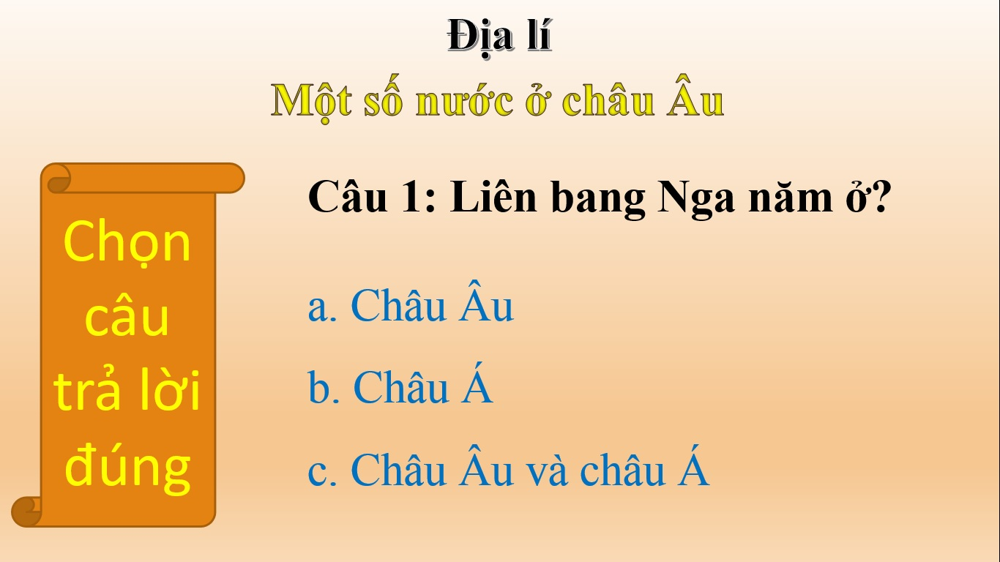 Địa lí
Một số nước ở châu Âu
Chọn
câu
trả lời
đúng
Câu 1: Liên bang Nga năm ở?
a. Châu Âu
b. Châu Á
c. Châu Âu và châu Á